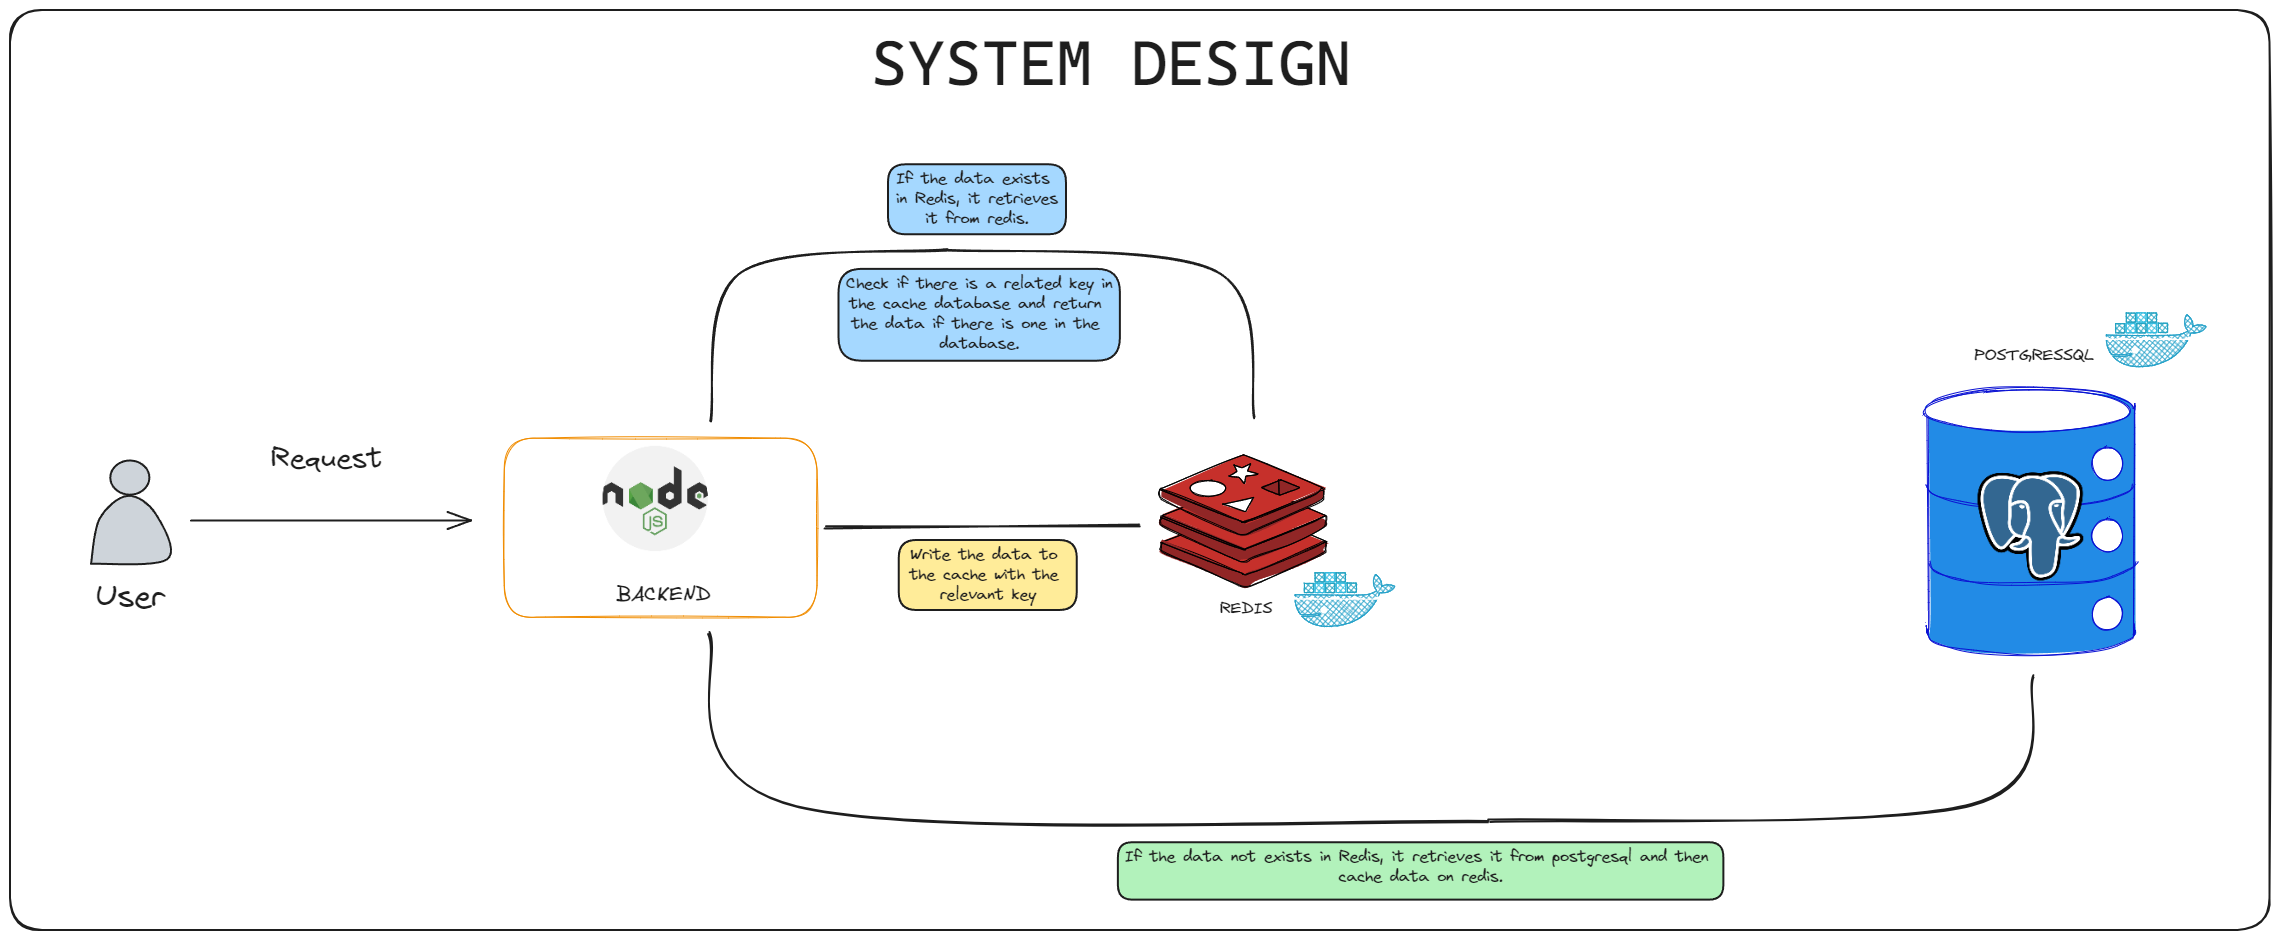 SYSTEM DESIGN
If the data exists
in Redis, it retrieves
it from redis.
Check if there is a related key in
the cache database and return
the data if there is one in the
database.
POSTGRESSQL
Request
node
JS
BACKEND
User
Write the data to
the cache with the
relevant key
REDIS
If the data not exists in Redis, it retrieves it from postgresql and then
cache data on redis.